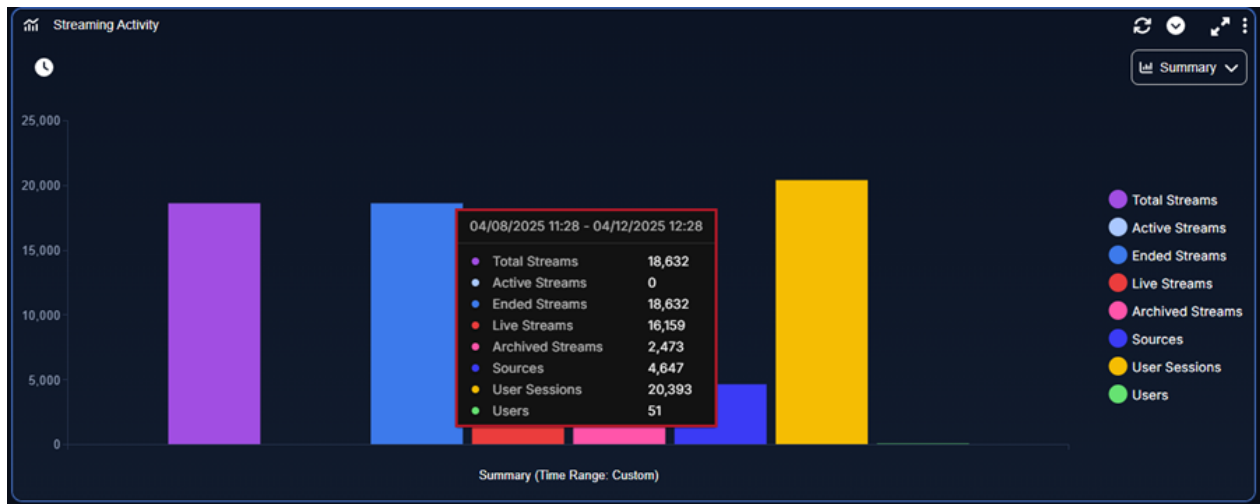 Streaming Activity
Summary
25,000
20,000
15,000
10,000
5,000
0
04/08/2025 11:28 - 04/12/2025 12:28
Total Streams 18,632
Active Streams 0
Ended Streams 18,632
Live Streams 16,159
Archived Streams 2,473
Sources 4,647
User Sessions 20,393
Users 51
Total Streams
Active Streams
Ended Streams
Live Streams
Archived Streams
Sources
User Sessions
Users
Summary (Time Range: Custom)